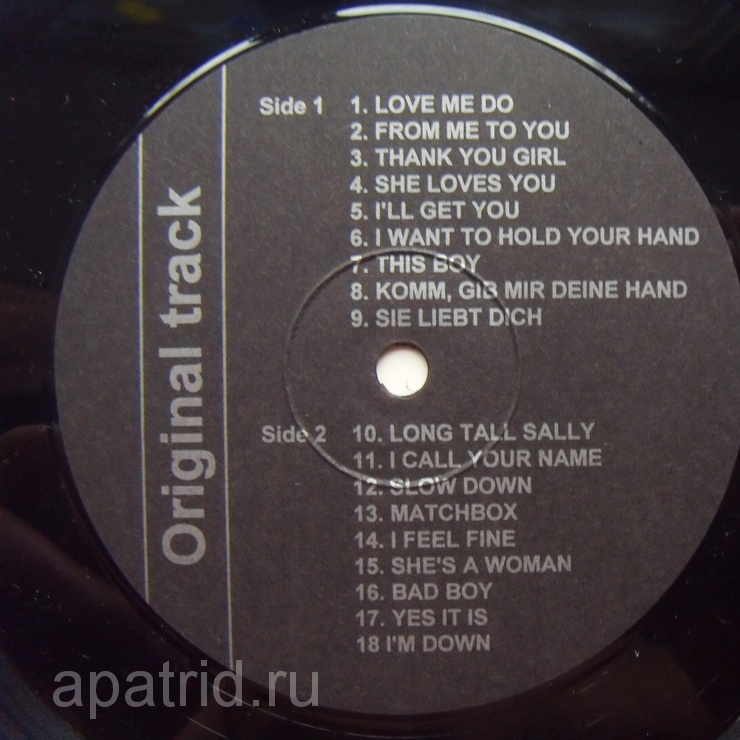 Side 1 1. LOVE ME DO
2. FROM ME TO YOU
3. THANK YOU GIRL
4. SHE LOVES YOU
5. I'LL GET YOU
6. I WANT TO HOLD YOUR HAND
7. THIS BOY
8. KOMM, GIB MIR DEINE HAND
9. SIE LIEBT DICH
Original track
Side 2 10. LONG TALL SALLY
11. I CALL YOUR NAME
12. SLOW DOWN
13. MATCHBOX
14. I FEEL FINE
15. SHE'S A WOMAN
16. BAD BOY
17. YES IT IS
18 I'M DOWN
apatrid.ru